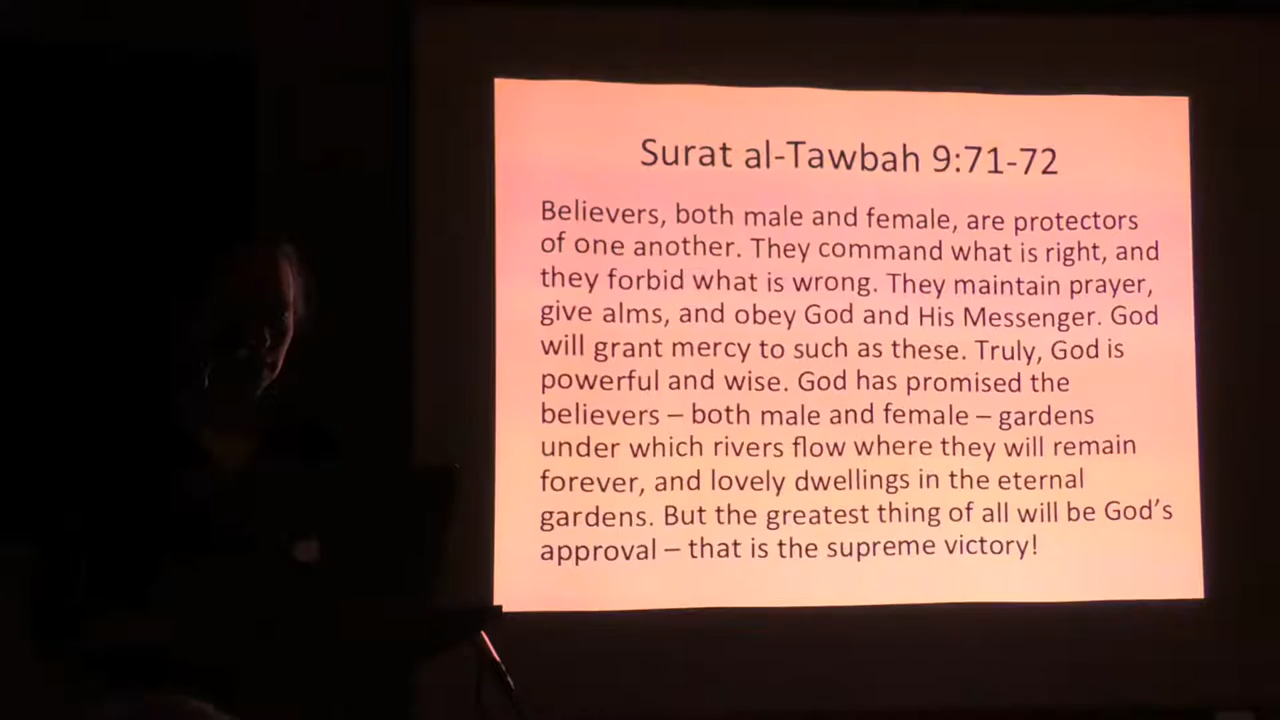 Surat al-Tawbah 9:71-72
Believers, both male and female, are protectors
of one another. They command what is right, and
they forbid what is wrong. They maintain prayer,
give alms, and obey God and His Messenger. God
will grant mercy to such as these. Truly, God is
powerful and wise. God has promised the
believers – both male and female – gardens
under which rivers flow where they will remain
forever, and lovely dwellings in the eternal
gardens. But the greatest thing of all will be God's
approval – that is the supreme victory!